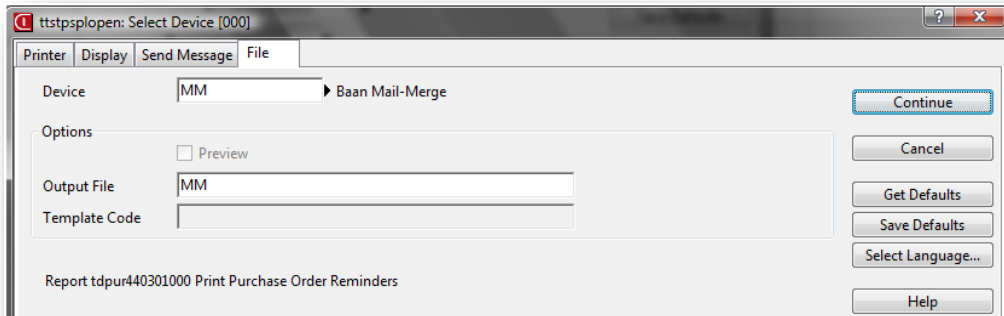 ttstpsplopen: Select Device [000]
Printer Display Send Message File
Device MM Baan Mail-Merge
Continue
Options
Preview
Cancel
Output File MM
Get Defaults
Template Code
Save Defaults
Select Language...
Report tdpur440301000 Print Purchase Order Reminders
Help